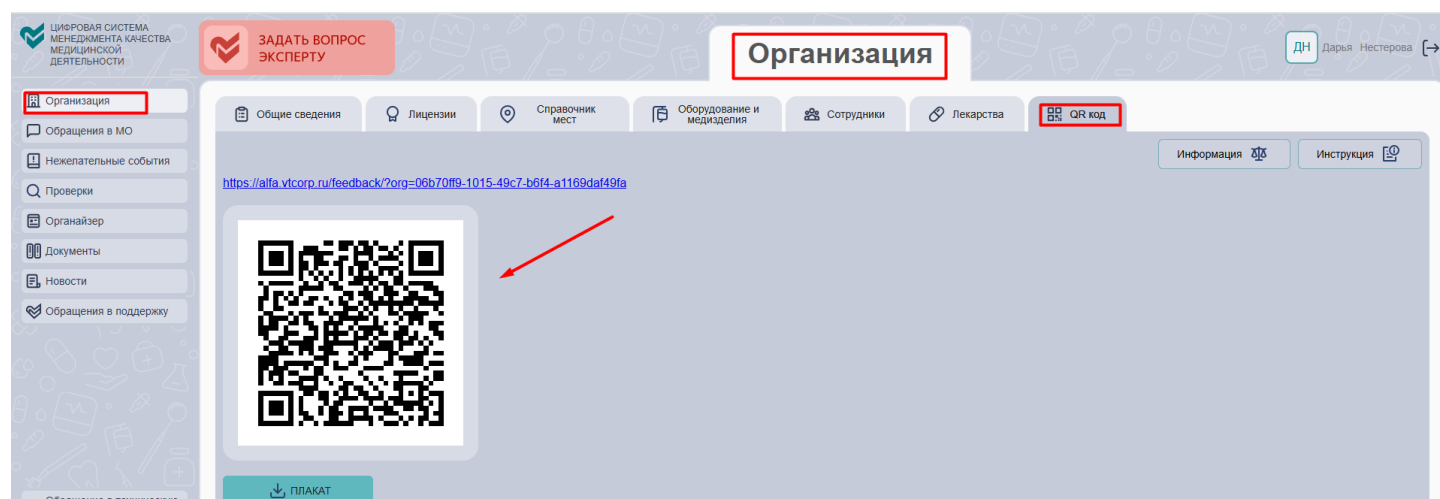 ЦИФРОВАЯ СИСТЕМА
МЕНЕДЖМЕНТА КАЧЕСТВА
МЕДИЦИНСКОЙ
ДЕЯТЕЛЬНОСТИ
ЗАДАТЬ ВОПРОС
ЭКСПЕРТУ
Организация
ДН Дарья Нестерова
Организация
Обращения в МО
Нежелательные события
Проверки
Органайзер
Документы
Новости
Обращения в поддержку
Общие сведения
Лицензии
Справочник
мест
Оборудование и
медизделия
Сотрудники
Лекарства
QR код
Информация
Инструкция
https://alfa.vtcorp.ru/feedback/?org=06b70ff9-1015-49c7-b6f4-a1169daf49fa
ПЛАКАТ